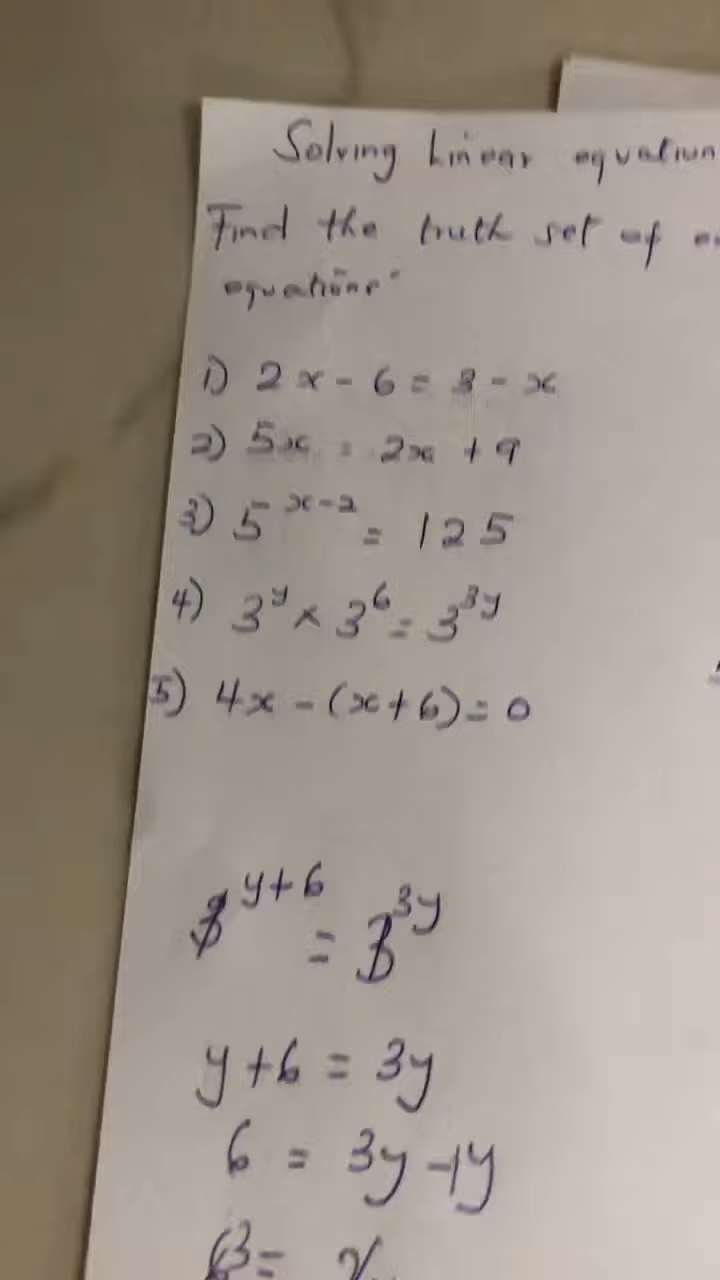 Solving Linear equation
Find the truth set of
equations
1) 2x - 6 = 3 - x
2) 5x = 2x + 9
3) 5^{x-2} = 125
4) 3^y × 3^6 = 3^{3y}
5) 4x - (x+6) = 0
3^{y+6} = 3^{3y}
y+6 = 3y
6 = 3y - 1y